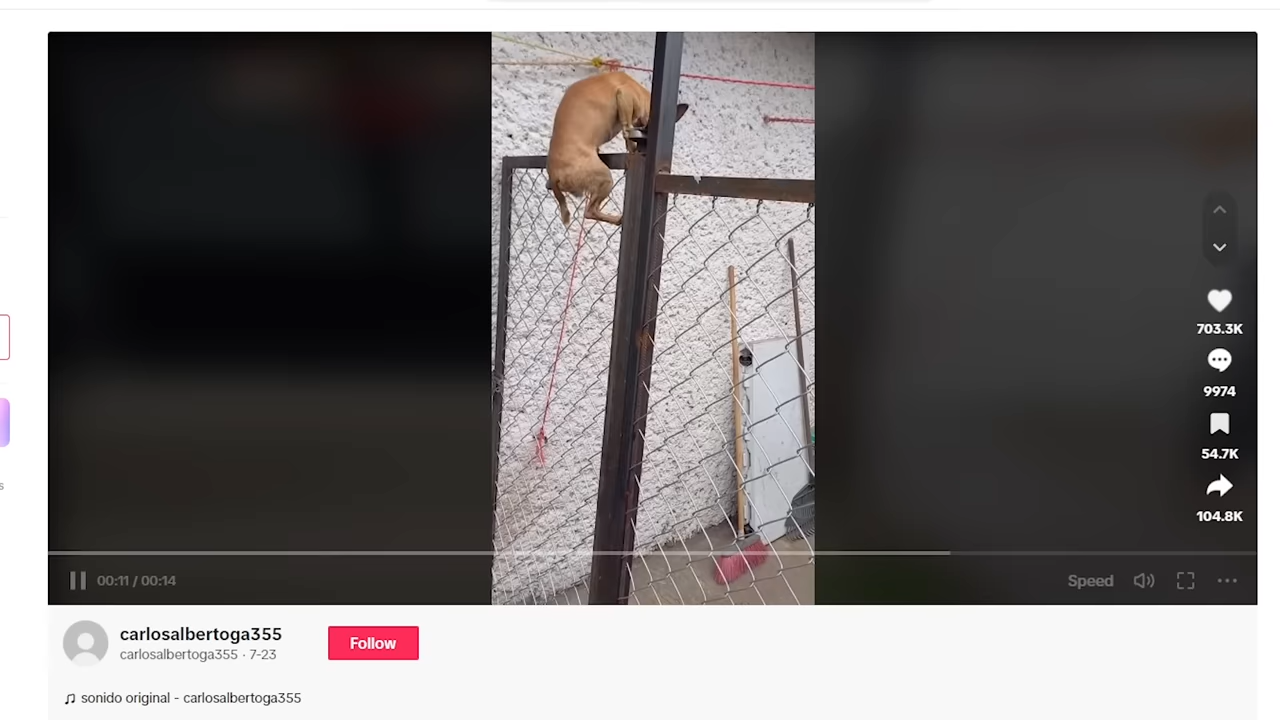 703.3K
9974
54.7K
104.8K
00:11 / 00:14
Speed
carlosalbertoga355
carlosalbertoga355 · 7-23
Follow
sonido original - carlosalbertoga355
s